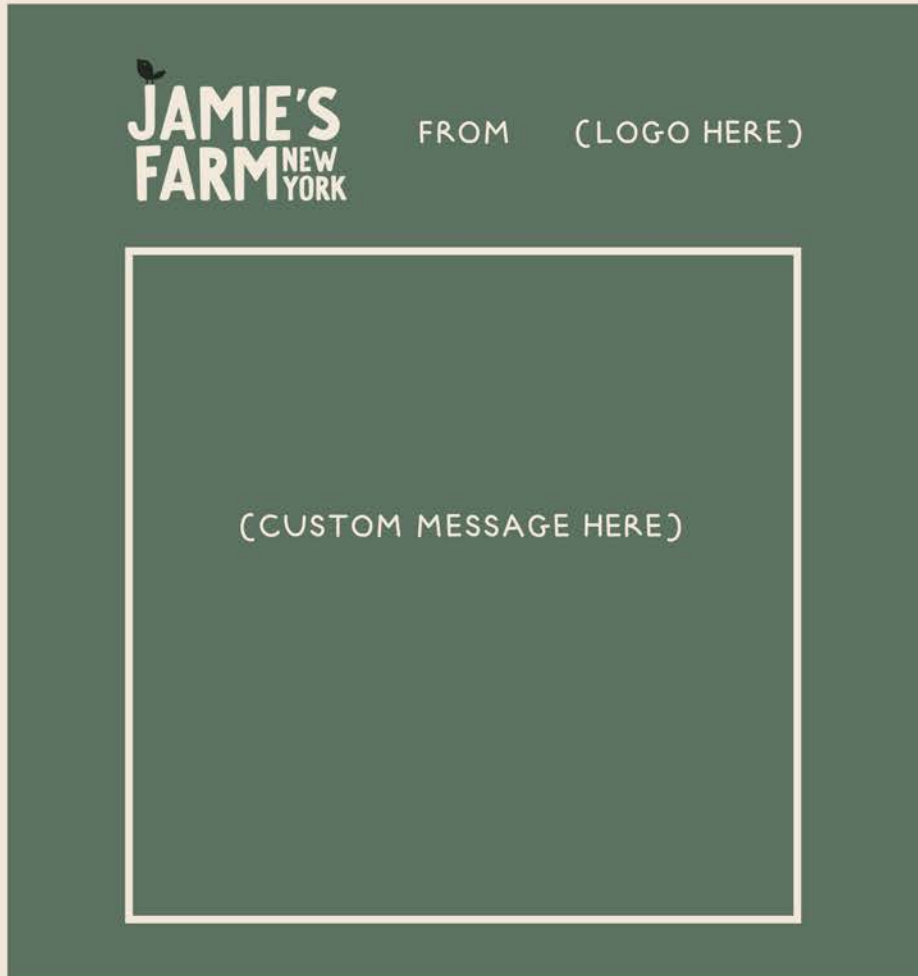 JAMIE'S
FARM NEW YORK
FROM (LOGO HERE)
(CUSTOM MESSAGE HERE)